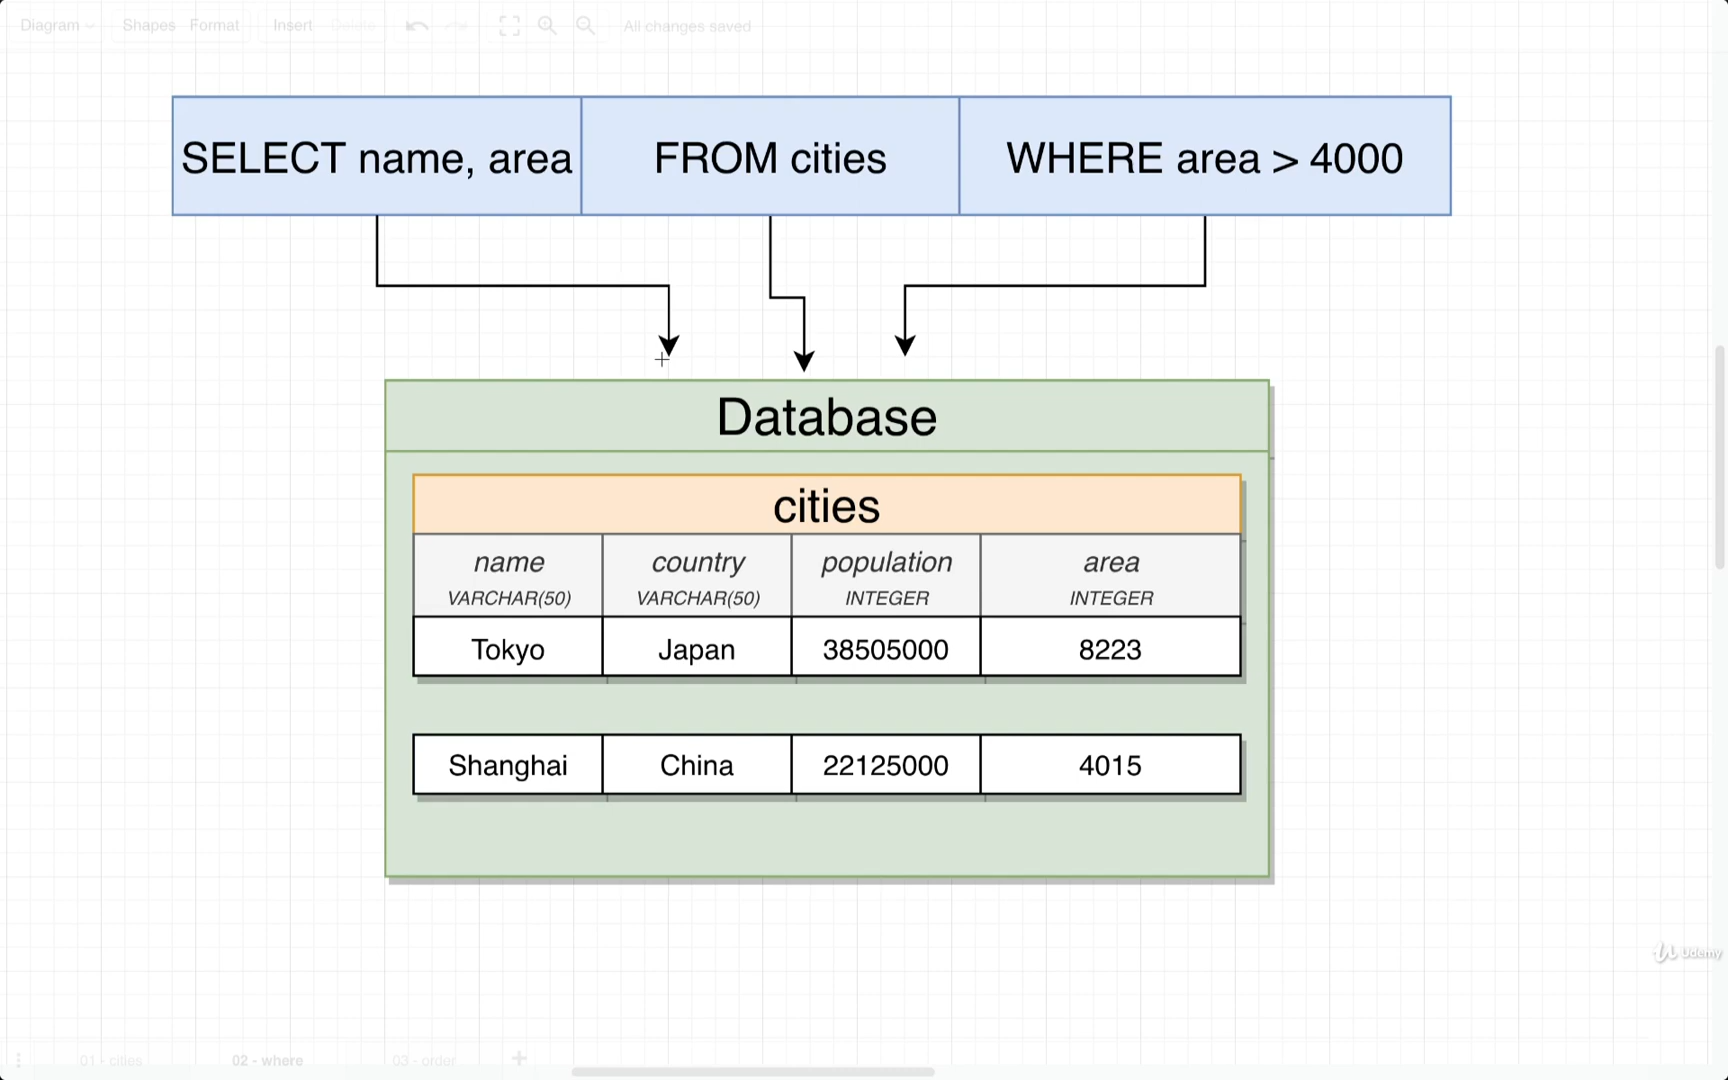 Diagram Shapes Format Insert Delete All changes saved
SELECT name, area FROM cities WHERE area > 4000
Database
cities
name country population area
VARCHAR(50) VARCHAR(50) INTEGER INTEGER
Tokyo Japan 38505000 8223
Shanghai China 22125000 4015
Udemy
01 - cities 02 - where 03 - order